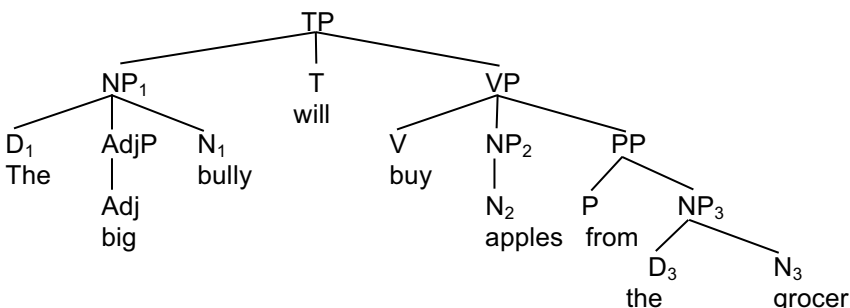 TP
NP₁ T VP
will
D₁ AdjP N₁ V NP₂ PP
The bully buy
Adj N₂ P NP₃
big apples from
D₃ N₃
the grocer